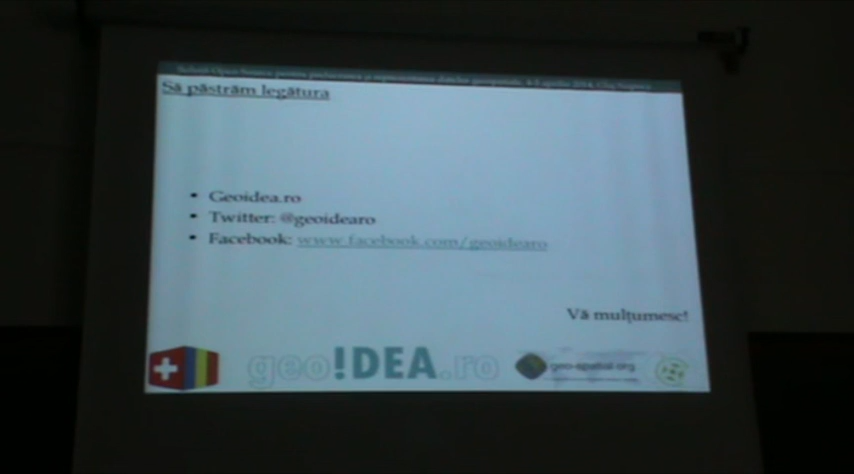 Să păstrăm legătura
• Geoidea.ro
• Twitter: @geoidearo
• Facebook: www.facebook.com/geoidearo
Vă mulțumesc!
geo!DEA.ro
geo-spatial.org